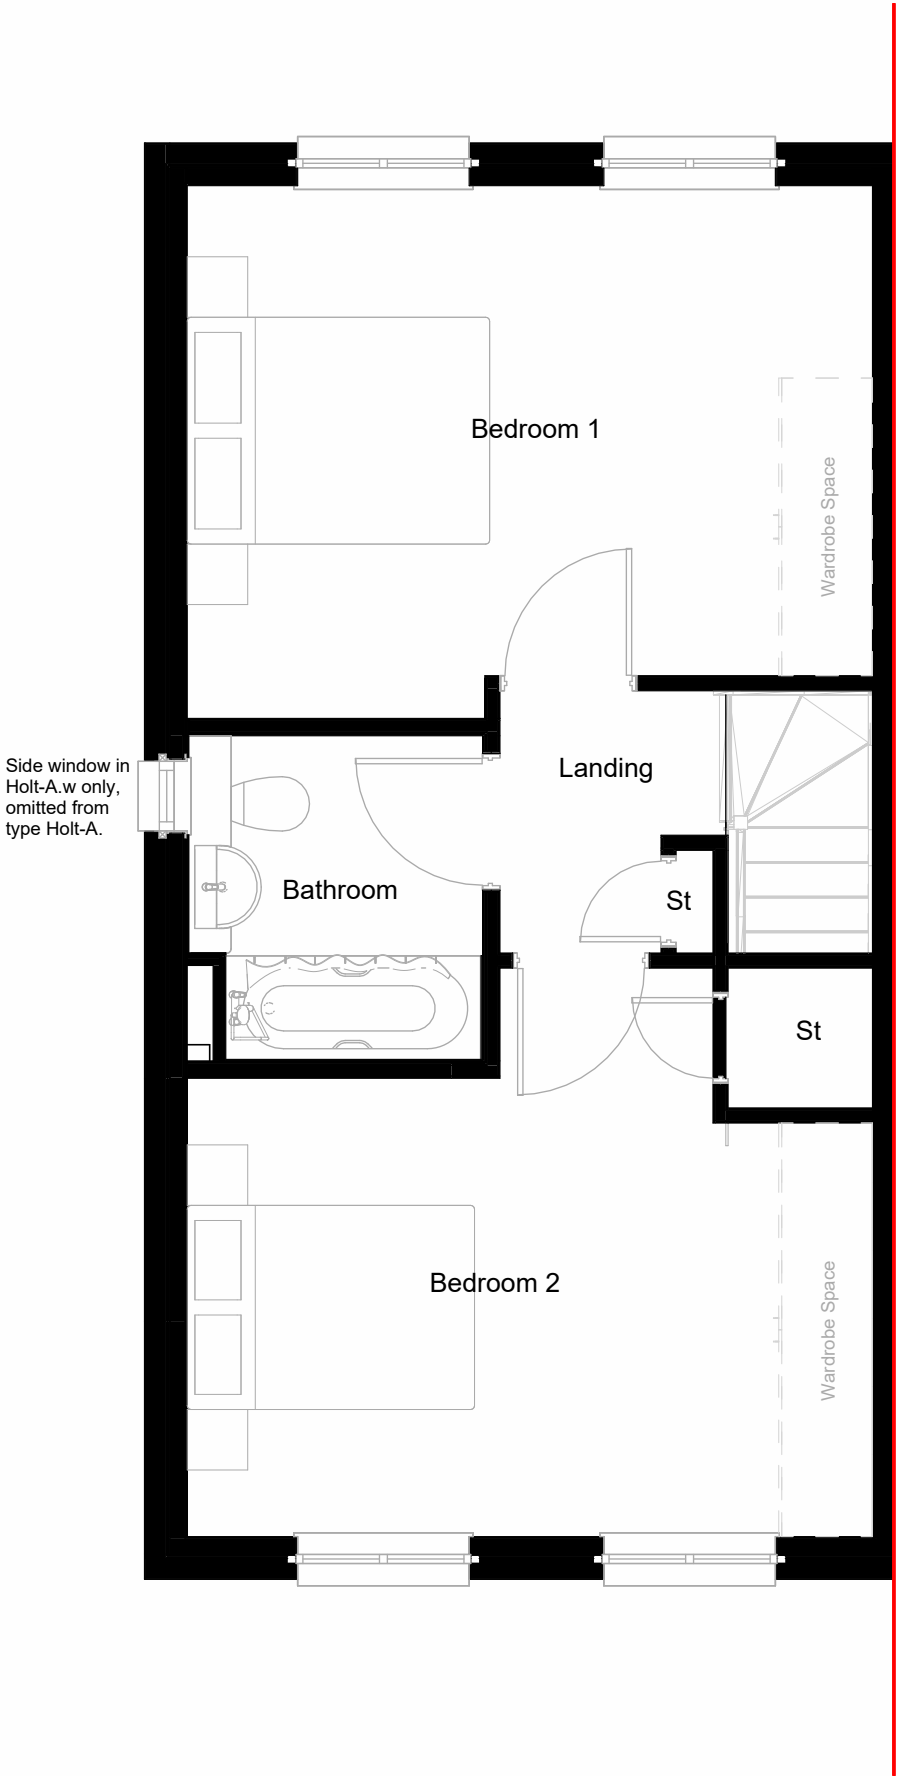 Bedroom 1
Wardrobe Space
Side window in
Holt-A.w only,
omitted from
type Holt-A.
Landing
Bathroom
St
St
Bedroom 2
Wardrobe Space